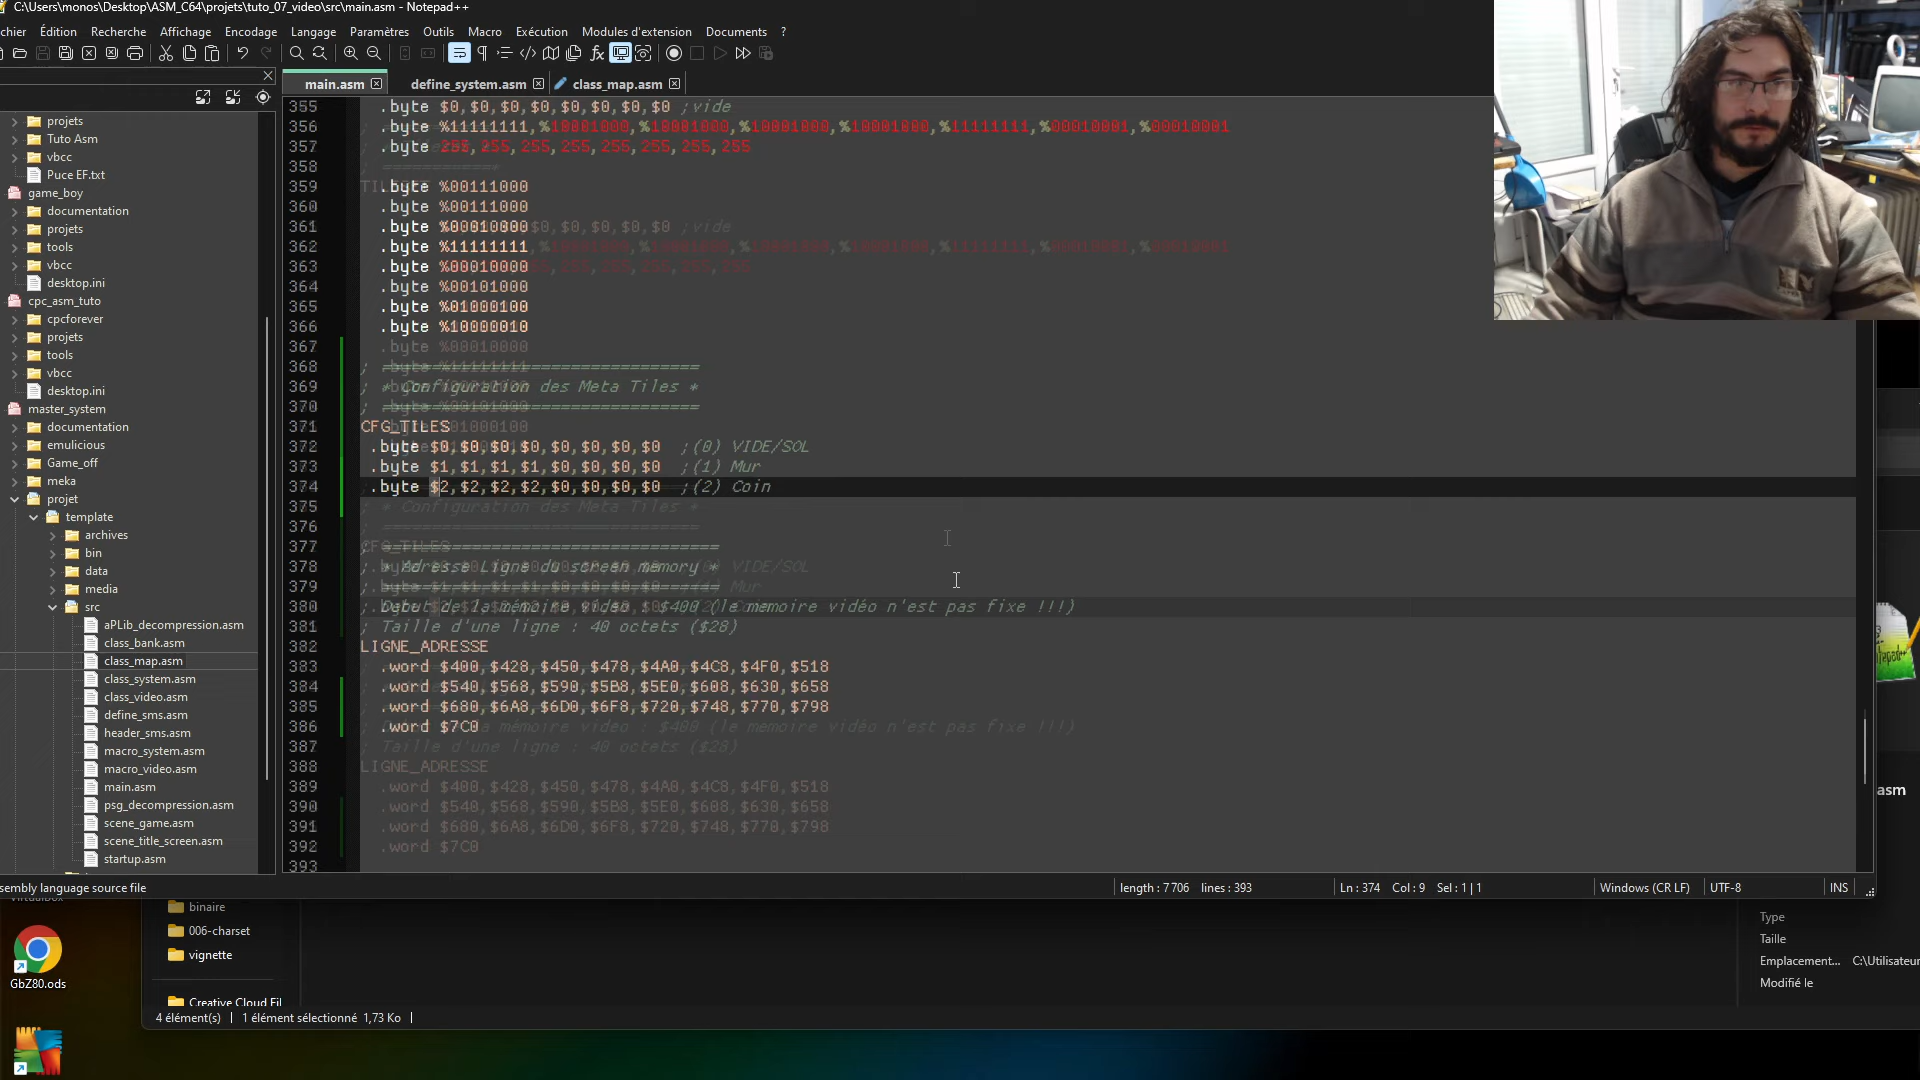 C:\Users\monos\Desktop\ASM_C64\projets\tuto_07_video\src\main.asm - Notepad++
chier Édition Recherche Affichage Encodage Langage Paramètres Outils Macro Exécution Modules d'extension Documents ?
main.asm define_system.asm class_map.asm
projets
Tuto Asm
vbcc
Puce EF.txt
game_boy
documentation
projets
tools
vbcc
desktop.ini
cpc_asm_tuto
cpcforever
projets
tools
vbcc
desktop.ini
master_system
documentation
emulicious
Game_off
meka
projet
template
archives
bin
data
media
src
aPLib_decompression.asm
class_bank.asm
class_map.asm
class_system.asm
class_video.asm
define_sms.asm
header_sms.asm
macro_system.asm
macro_video.asm
main.asm
psg_decompression.asm
scene_game.asm
scene_title_screen.asm
startup.asm
355 .byte $0,$0,$0,$0,$0,$0,$0,$0 ;vide
356 .byte %11111111,%10001000,%10001000,%10001000,%10001000,%11111111,%00010001,%00010001
357 .byte 255,255,255,255,255,255,255,255
358 ; ============
359 .byte %00111000
360 .byte %00111000
361 .byte %00010000
362 .byte %11111111
363 .byte %00010000
364 .byte %00101000
365 .byte %01000100
366 .byte %10000010
367
368 ; ================================
369 ; * Configuration des Meta Tiles *
370 ; ================================
371 CFG_TILES
372 .byte $0,$0,$0,$0,$0,$0,$0,$0 ;(0) VIDE/SOL
373 .byte $1,$1,$1,$1,$0,$0,$0,$0 ;(1) Mur
374 .byte $2,$2,$2,$2,$0,$0,$0,$0 ;(2) Coin
375
376
377 ; ==================================
378 ; * Adresse Ligne du screen memory *
379 ; ==================================
380 ; Debut de la mémoire video : $400 (le memoire vidéo n'est pas fixe !!!)
381 ; Taille d'une ligne : 40 octets ($28)
382 LIGNE_ADRESSE
383 .word $400,$428,$450,$478,$4A0,$4C8,$4F0,$518
384 .word $540,$568,$590,$5B8,$5E0,$608,$630,$658
385 .word $680,$6A8,$6D0,$6F8,$720,$748,$770,$798
386 .word $7C0
387 ; Taille d'une ligne : 40 octets ($28)
388 LIGNE_ADRESSE
389 .word $400,$428,$450,$478,$4A0,$4C8,$4F0,$518
390 .word $540,$568,$590,$5B8,$5E0,$608,$630,$658
391 .word $680,$6A8,$6D0,$6F8,$720,$748,$770,$798
392 .word $7C0
393
sembly language source file length : 7 706 lines : 393 Ln : 374 Col : 9 Sel : 1 | 1 Windows (CR LF) UTF-8 INS
asm
VirtualBox
GbZ80.ods
binaire
006-charset
vignette
Creative Cloud Fil
4 élément(s) 1 élément sélectionné 1,73 Ko
Type
Taille
Emplacement... C:\Utilisateur
Modifié le